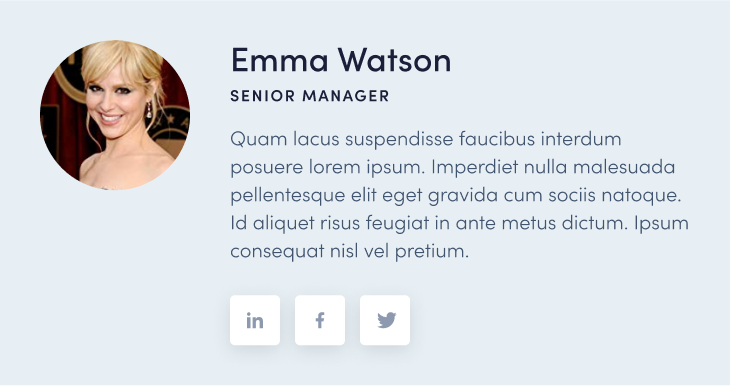 Emma Watson
SENIOR MANAGER
Quam lacus suspendisse faucibus interdum
posuere lorem ipsum. Imperdiet nulla malesuada
pellentesque elit eget gravida cum sociis natoque.
Id aliquet risus feugiat in ante metus dictum. Ipsum
consequat nisl vel pretium.
in f